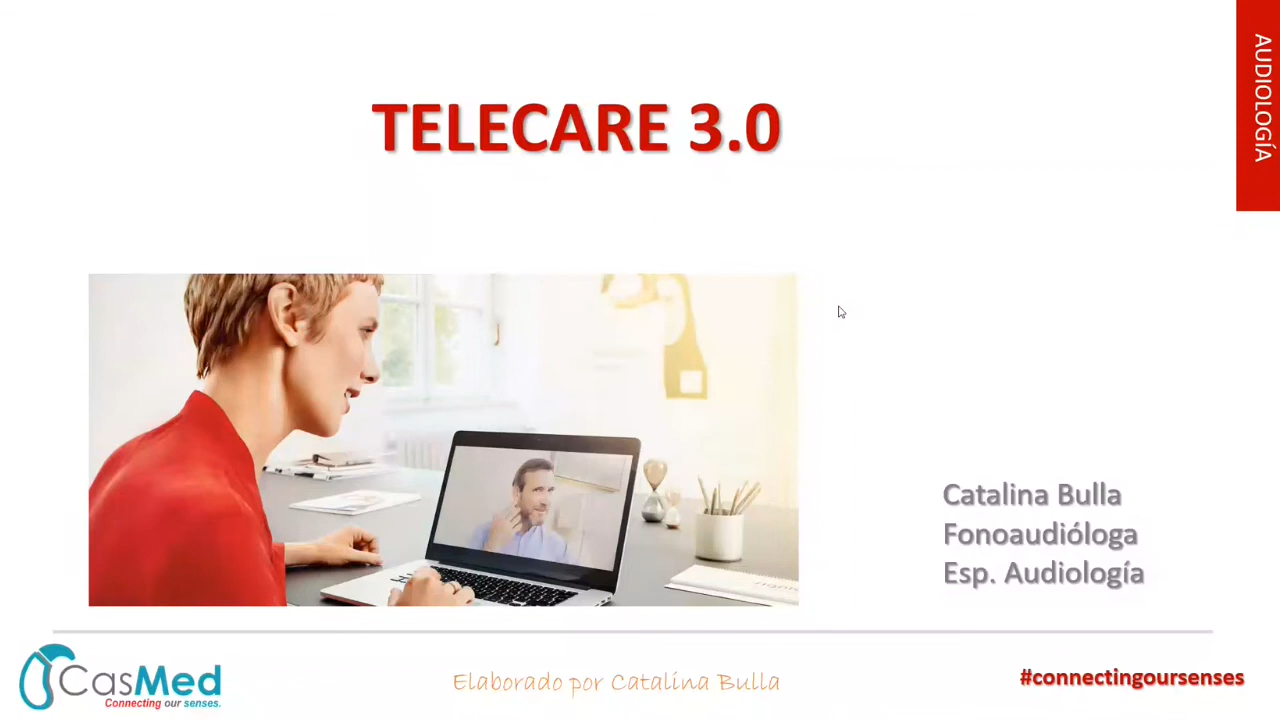 AUDIOLOGÍA
TELECARE 3.0
Catalina Bulla
Fonoaudióloga
Esp. Audiología
CasMed
Connecting our senses.
Elaborado por Catalina Bulla
#connectingoursenses